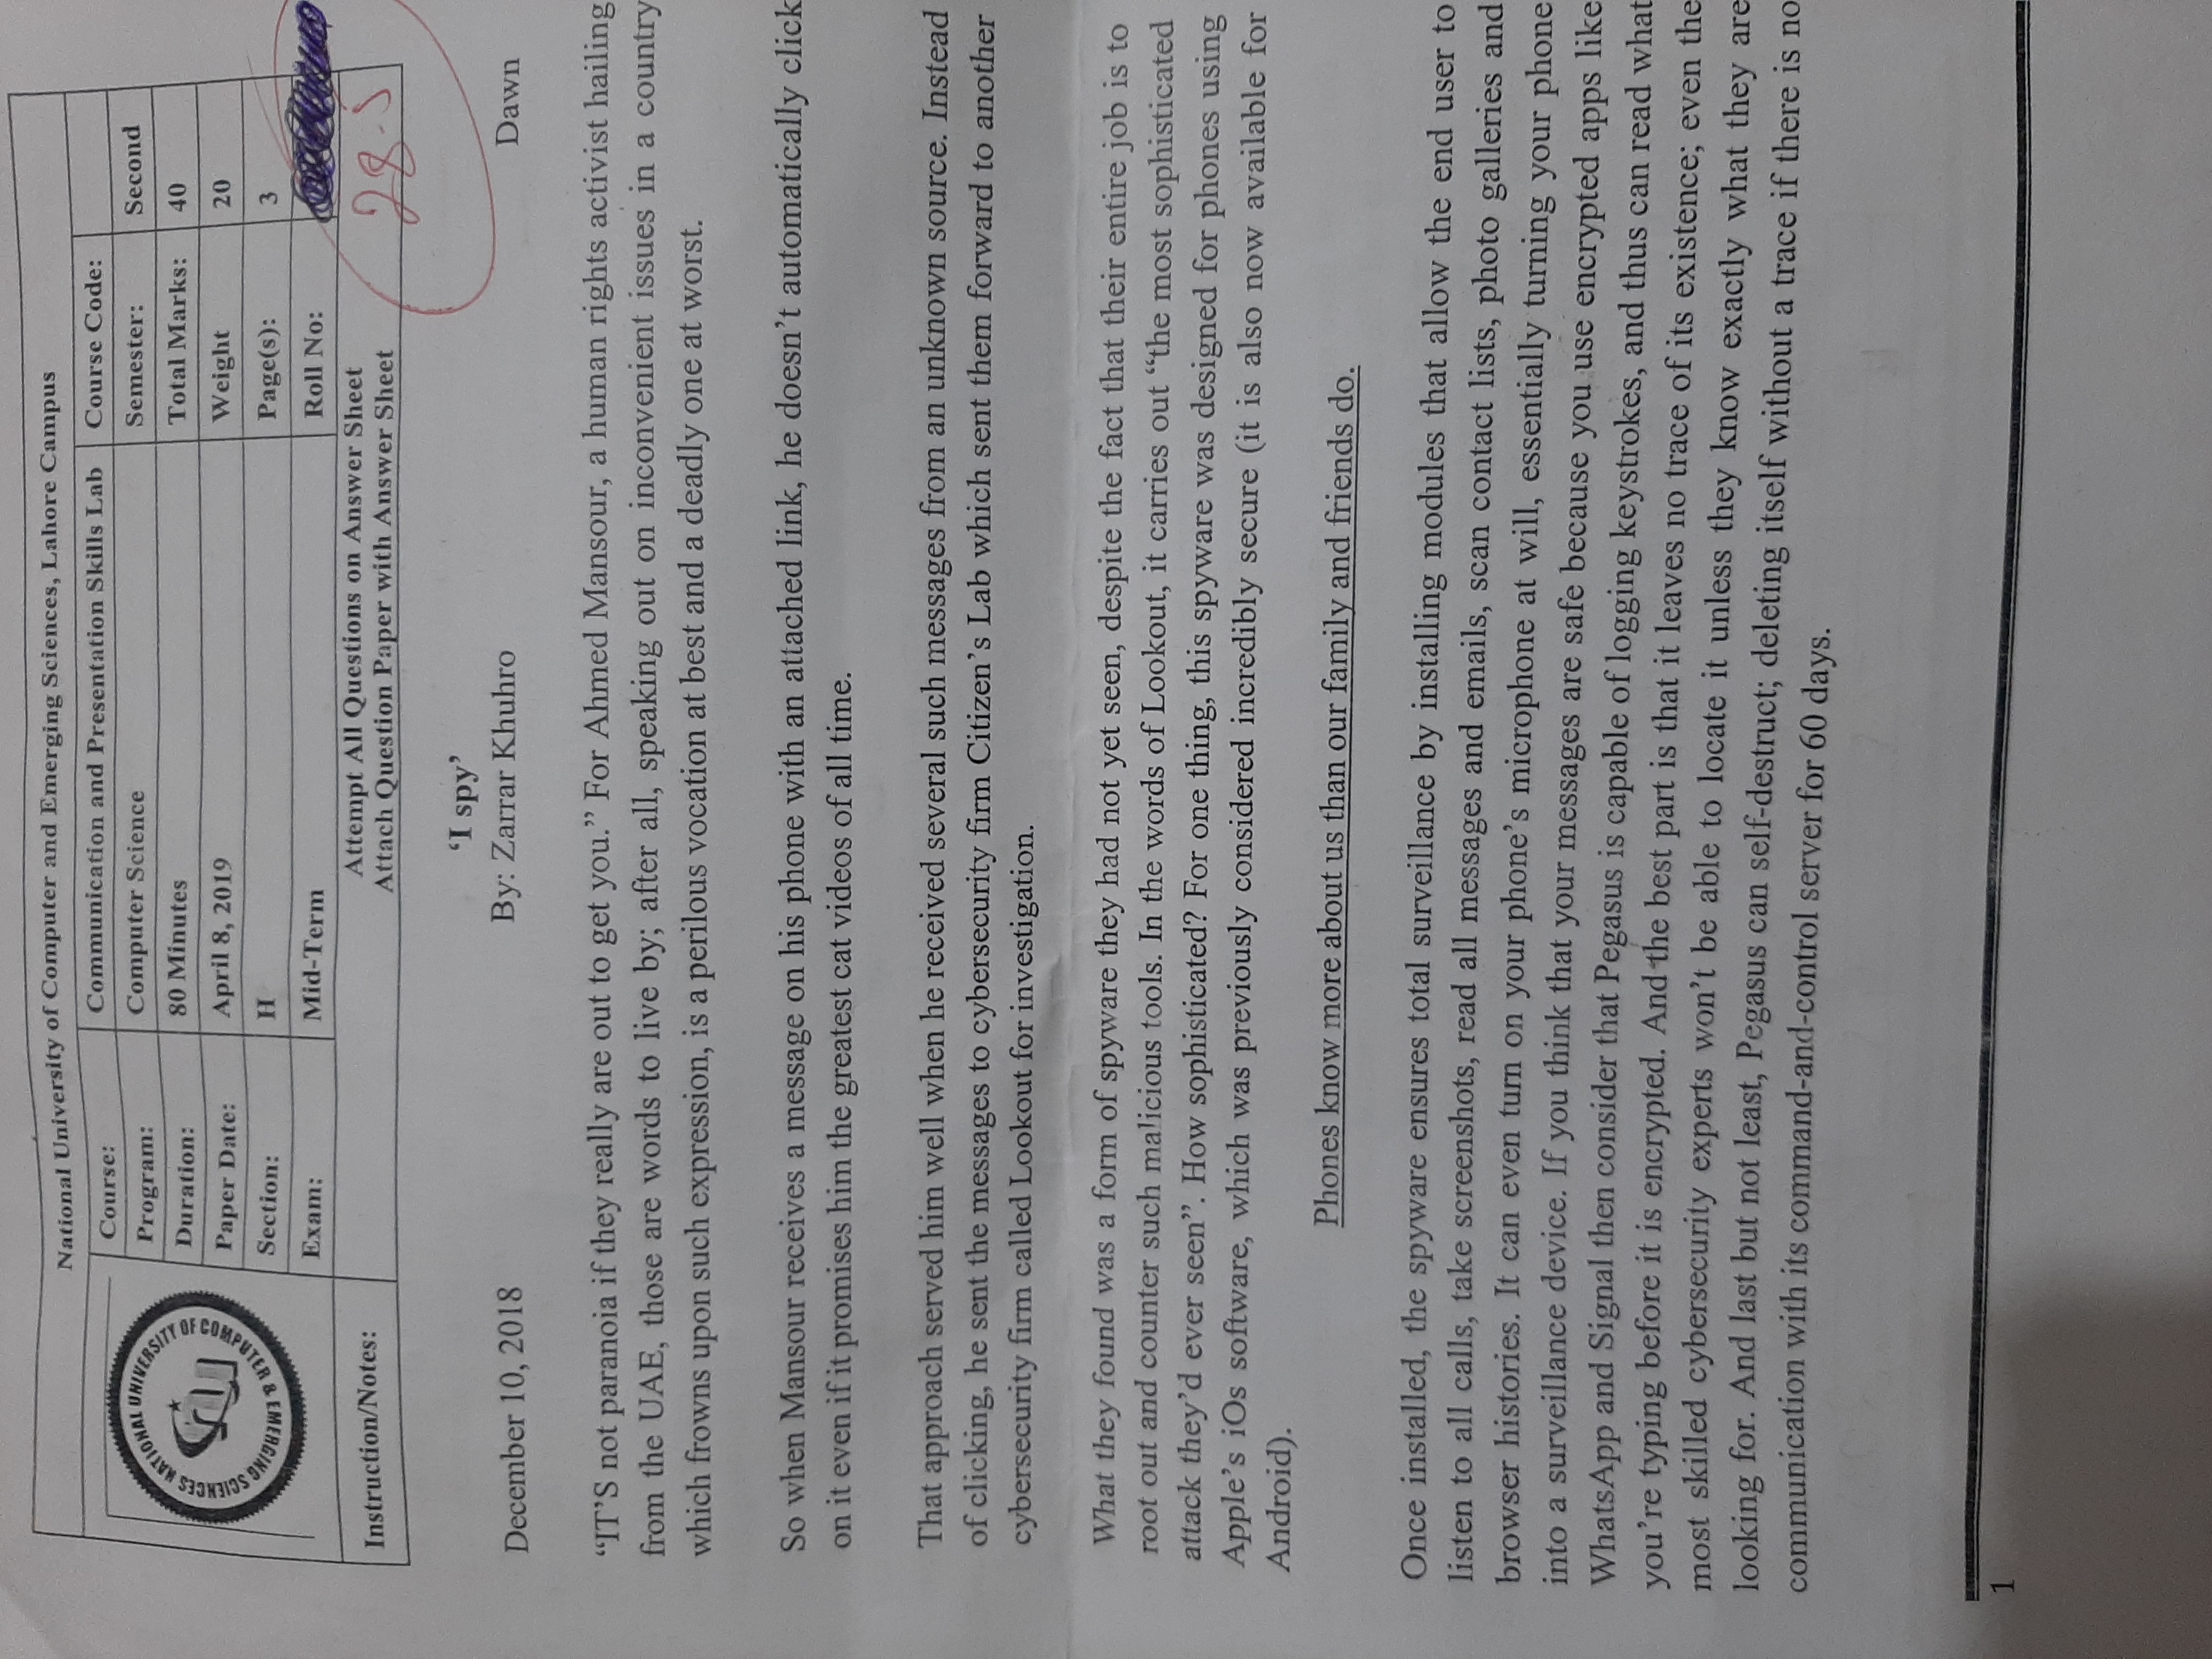 National University of Computer and Emerging Sciences, Lahore Campus
NATIONAL UNIVERSITY OF COMPUTER & EMERGING SCIENCES
Course: Communication and Presentation Skills Lab Course Code:
Program: Computer Science Semester: Second
Duration: 80 Minutes Total Marks: 40
Paper Date: April 8, 2019 Weight 20
Section: H Page(s): 3
Exam: Mid-Term Roll No:
Instruction/Notes: Attempt All Questions on Answer Sheet
Attach Question Paper with Answer Sheet
28.5
‘I spy’
December 10, 2018 By: Zarrar Khuhro Dawn
“IT’S not paranoia if they really are out to get you.” For Ahmed Mansour, a human rights activist hailing
from the UAE, those are words to live by; after all, speaking out on inconvenient issues in a country
which frowns upon such expression, is a perilous vocation at best and a deadly one at worst.
So when Mansour receives a message on his phone with an attached link, he doesn’t automatically click
on it even if it promises him the greatest cat videos of all time.
That approach served him well when he received several such messages from an unknown source. Instead
of clicking, he sent the messages to cybersecurity firm Citizen’s Lab which sent them forward to another
cybersecurity firm called Lookout for investigation.
What they found was a form of spyware they had not yet seen, despite the fact that their entire job is to
root out and counter such malicious tools. In the words of Lookout, it carries out “the most sophisticated
attack they’d ever seen”. How sophisticated? For one thing, this spyware was designed for phones using
Apple’s iOs software, which was previously considered incredibly secure (it is also now available for
Android).
Phones know more about us than our family and friends do.
Once installed, the spyware ensures total surveillance by installing modules that allow the end user to
listen to all calls, take screenshots, read all messages and emails, scan contact lists, photo galleries and
browser histories. It can even turn on your phone’s microphone at will, essentially turning your phone
into a surveillance device. If you think that your messages are safe because you use encrypted apps like
WhatsApp and Signal then consider that Pegasus is capable of logging keystrokes, and thus can read what
you’re typing before it is encrypted. And the best part is that it leaves no trace of its existence; even the
most skilled cybersecurity experts won’t be able to locate it unless they know exactly what they are
looking for. And last but not least, Pegasus can self-destruct; deleting itself without a trace if there is no
communication with its command-and-control server for 60 days.
1